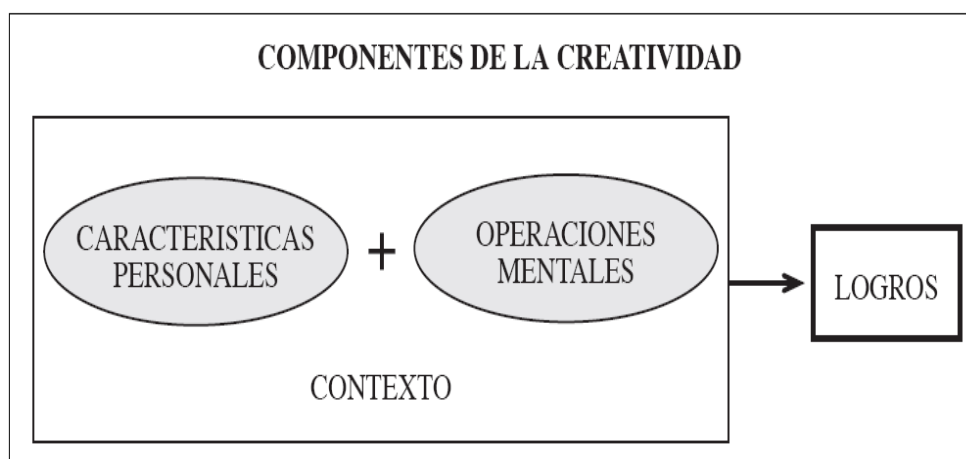 COMPONENTES DE LA CREATIVIDAD
CARACTERISTICAS
PERSONALES
+
OPERACIONES
MENTALES
LOGROS
CONTEXTO